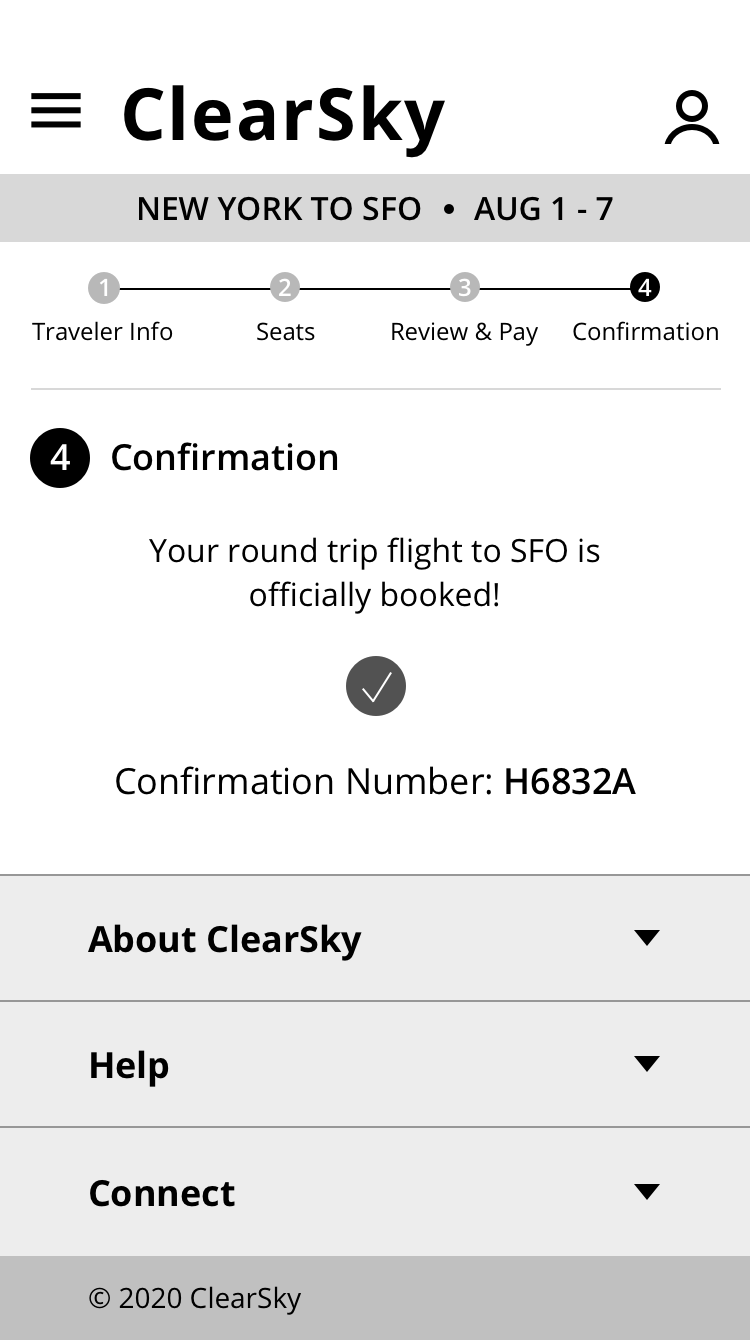 ClearSky
NEW YORK TO SFO • AUG 1 - 7
1 2 3 4
Traveler Info Seats Review & Pay Confirmation
4 Confirmation
Your round trip flight to SFO is
officially booked!
Confirmation Number: H6832A
About ClearSky
Help
Connect
© 2020 ClearSky